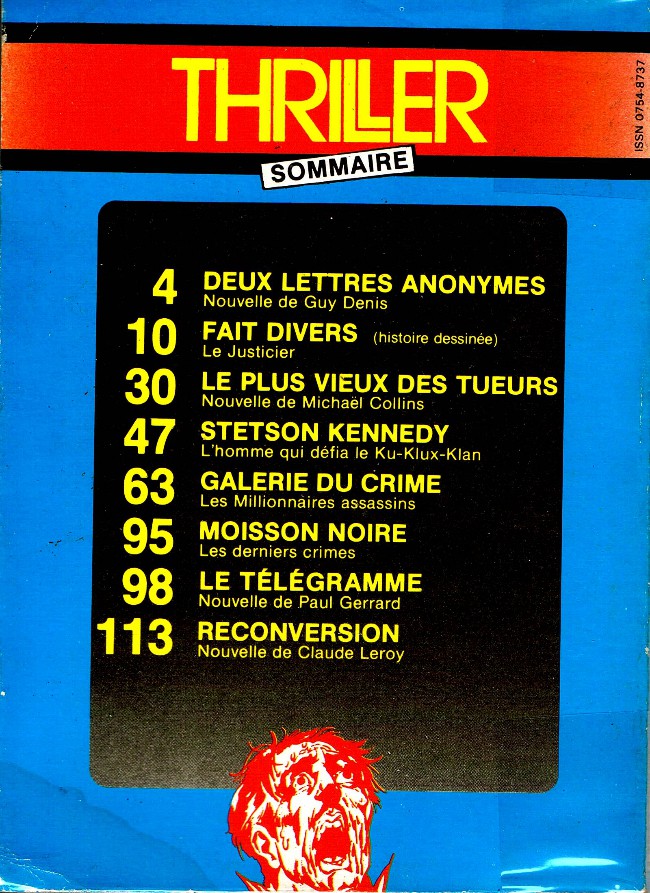 THRILLER
ISSN 0754-8737
SOMMAIRE
4 DEUX LETTRES ANONYMES
Nouvelle de Guy Denis
10 FAIT DIVERS (histoire dessinée)
Le Justicier
30 LE PLUS VIEUX DES TUEURS
Nouvelle de Michaël Collins
47 STETSON KENNEDY
L'homme qui défia le Ku-Klux-Klan
63 GALERIE DU CRIME
Les Millionnaires assassins
95 MOISSON NOIRE
Les derniers crimes
98 LE TÉLÉGRAMME
Nouvelle de Paul Gerrard
113 RECONVERSION
Nouvelle de Claude Leroy